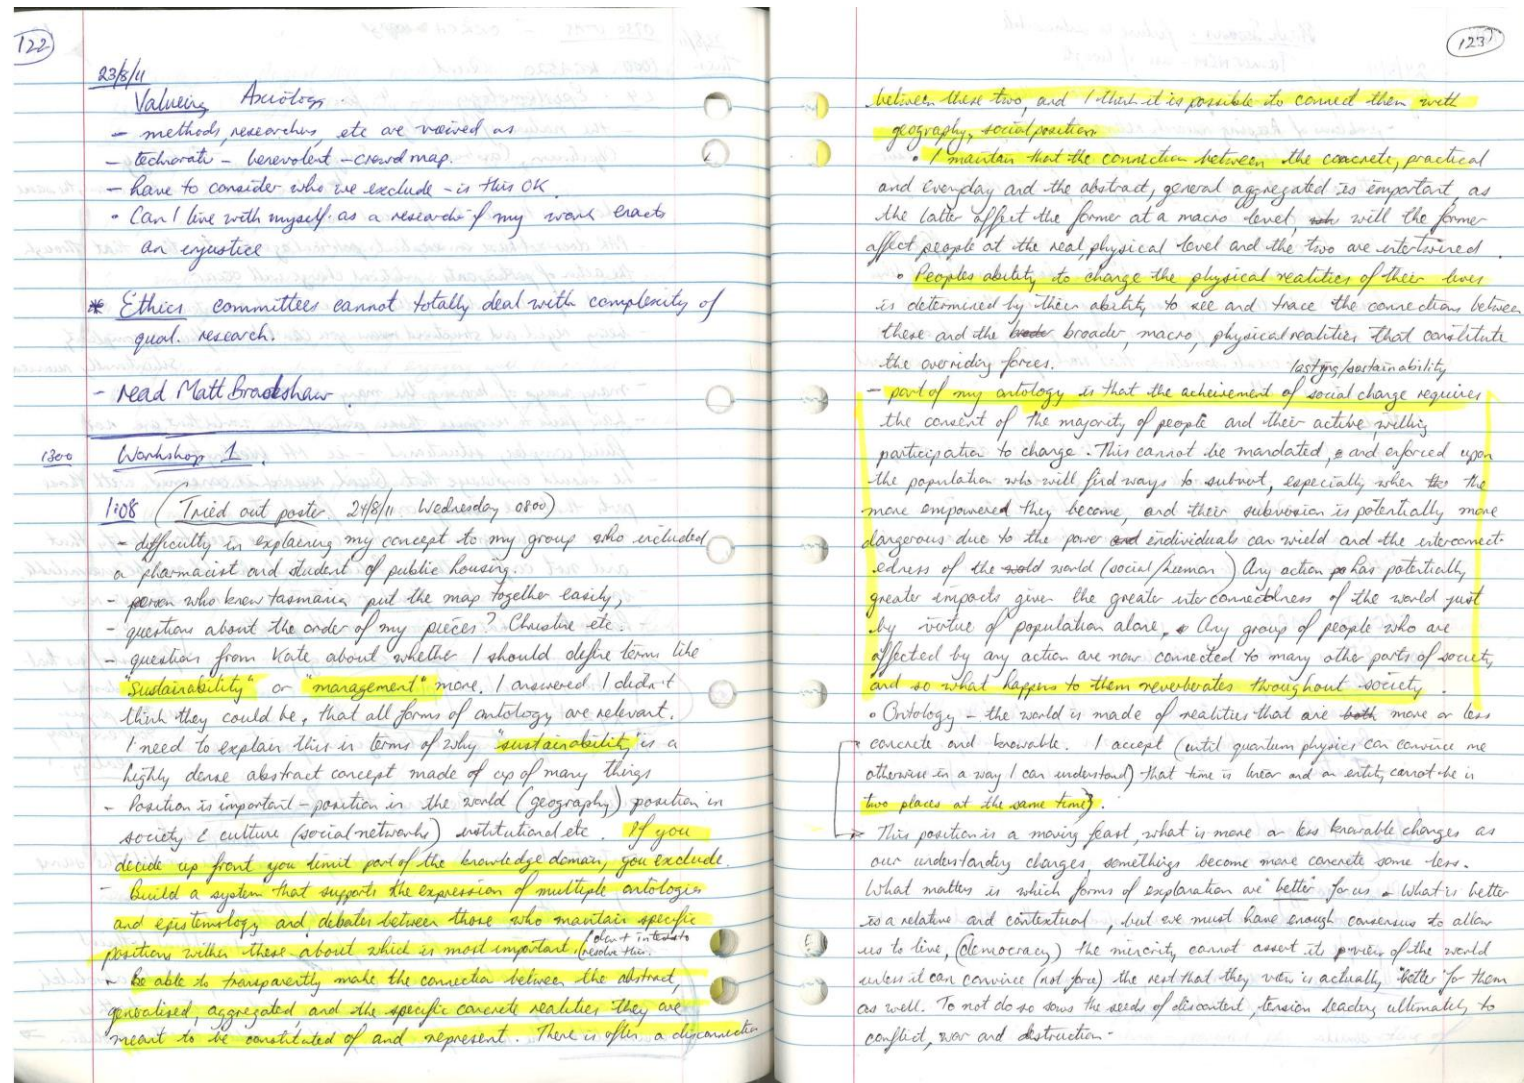 122
23/8/11
Valueing Axiology
- methods, researchers, etc are voiced as
- techorati - benevolent - crowd map.
- have to consider who we exclude - is this OK.
• Can I live with myself as a researcher if my work enacts
an injustice
* Ethics committees cannot totally deal with complexity of
qual. research.
- read Matt Bradshaw
1300 Workshop 1.
1:08 (Tried out poster. 24/8/11 Wednesday 0800)
- difficulty in explaining my concept to my group who included
a pharmacist and student of public housing.
- person who knew tasmania put the map together easily,
- questions about the order of my pieces? Christine etc.
- question from Kate about whether I should define terms like
"sustainability" or "management" more. I answered I didn't
think they could be, that all forms of ontology are relevant.
I need to explain this in terms of why "sustainability" is a
highly dense abstract concept made of up of many things
- Position is important - position in the world (geography) position in
society & culture (social networks) institutional etc. If you
decide up front you limit part of the knowledge domain, you exclude.
- Build a system that supports the expression of multiple ontologies
and epistemology and debates between those who maintain specific
positions within these about which is most important. (don't intend to
resolve this.
- Be able to transparently make the connection between the abstract,
generalised, aggregated, and the specific concrete realities they are
meant to be constituted of and represent. There is often a disconnection
123
between these two, and I think it is possible to conned them with
geography, social position
• I maintain that the connection between the concrete, practical
and everyday and the abstract, general aggregated is important, as
the latter affect the former at a macro level, will the former
affect people at the real, physical level and the two are intertwined.
• Peoples ability to change the physical realities of their lives
is determined by their ability to see and trace the connections between
these and the broader, macro, physical realities that constitute
the overriding forces.
lasting/sustainability
- part of my ontology is that the acheivement of social change requires
the consent of the majority of people and their active, willing
participation to change. This cannot be mandated, and enforced upon
the population who will find ways to subvert, especially when the
more empowered they become, and their subversion is potentially more
dangerous due to the power individuals can wield and the interconnect-
edness of the world (social/human) Any action has potentially
greater impacts given the greater interconnectedness of the world just
by virtue of population alone. Any group of people who are
affected by any action are now connected to many other parts of society
and so what happens to them reverberates throughout society.
• Ontology - the world is made of realities that are both more or less
concrete and knowable. I accept (until quantum physics can convince me
otherwise in a way I can understand) that time is linear and an entity cannot be in
two places at the same time).
This position is a moving feast, what is more or less knowable changes as
our understanding changes, somethings become more concrete some less.
What matters is which forms of explanation are "better" for us. What is better
is a relative and contextual, but we must have enough consensus to allow
us to live, (democracy) the minority cannot assert its view of the world
unless it can convince (not force) the rest that they view is actually "better" for them
as well. To not do so sows the seeds of discontent, tension leading ultimately to
conflict, war and destruction.